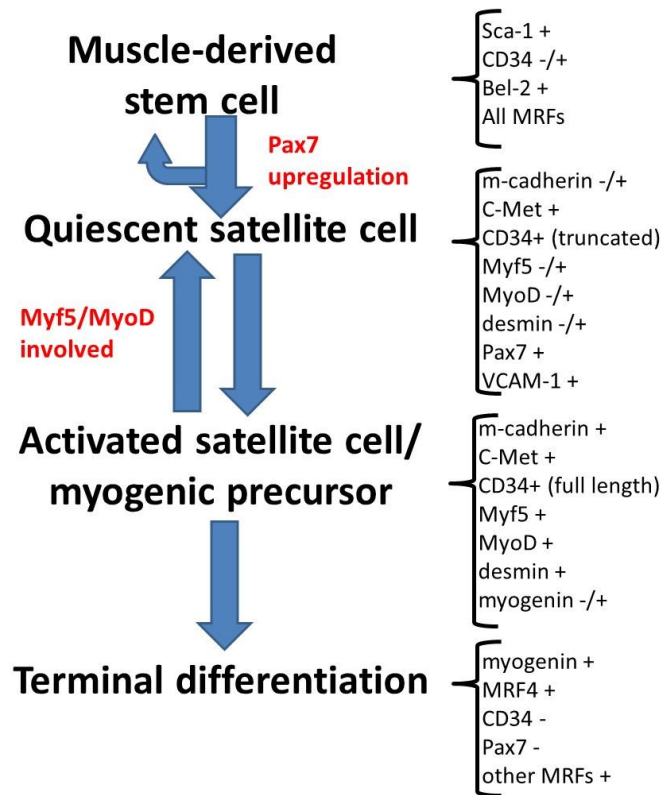 Muscle-derived
stem cell
Sca-1 +
CD34 -/+
Bel-2 +
All MRFs
Pax7
upregulation
Quiescent satellite cell
m-cadherin -/+
C-Met +
CD34+ (truncated)
Myf5 -/+
MyoD -/+
desmin -/+
Pax7 +
VCAM-1 +
Myf5/MyoD
involved
Activated satellite cell/
myogenic precursor
m-cadherin +
C-Met +
CD34+ (full length)
Myf5 +
MyoD +
desmin +
myogenin -/+
Terminal differentiation
myogenin +
MRF4 +
CD34 -
Pax7 -
other MRFs +